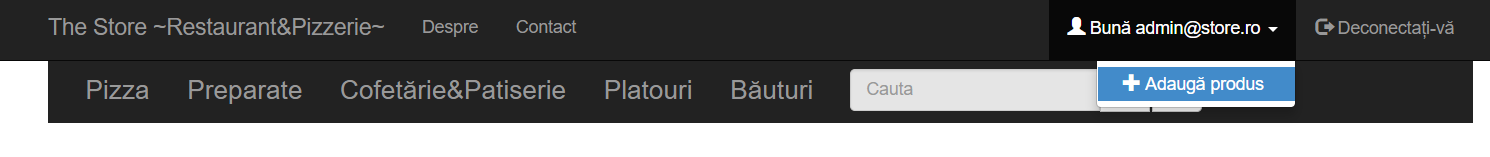 The Store ~Restaurant&Pizzerie~ Despre Contact Bună admin@store.ro Deconectați-vă
Pizza Preparate Cofetărie&Patiserie Platouri Băuturi Cauta Adaugă produs